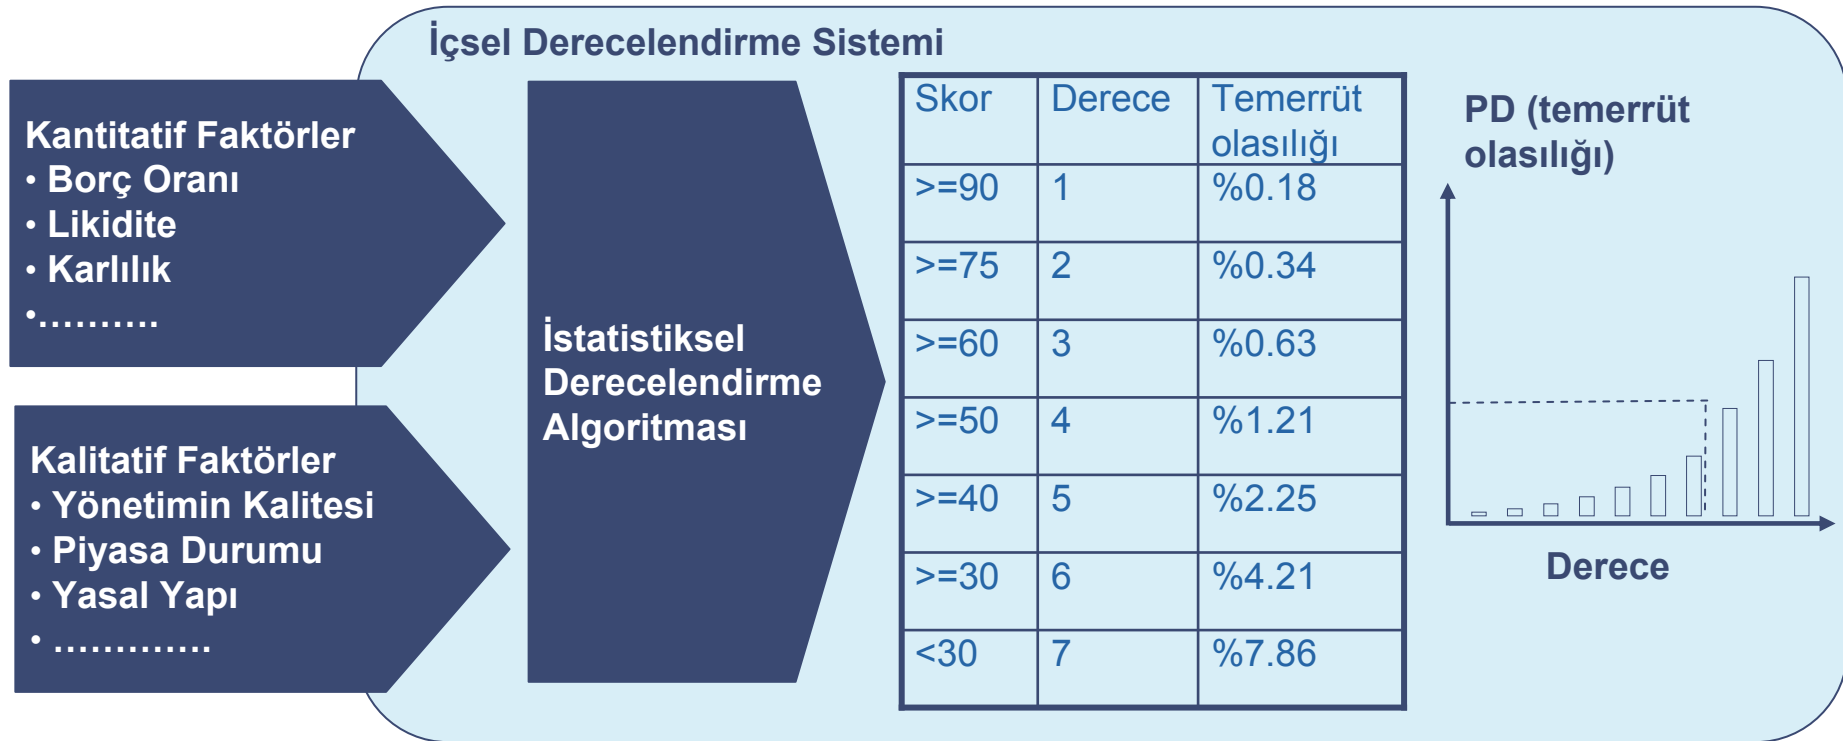 İçsel Derecelendirme Sistemi
Kantitatif Faktörler
• Borç Oranı
• Likidite
• Karlılık
•……….
Kalitatif Faktörler
• Yönetimin Kalitesi
• Piyasa Durumu
• Yasal Yapı
• ………….
İstatistiksel
Derecelendirme
Algoritması
Skor Derece Temerrüt
olasılığı
>=90 1 %0.18
>=75 2 %0.34
>=60 3 %0.63
>=50 4 %1.21
>=40 5 %2.25
>=30 6 %4.21
<30 7 %7.86
PD (temerrüt
olasılığı)
Derece